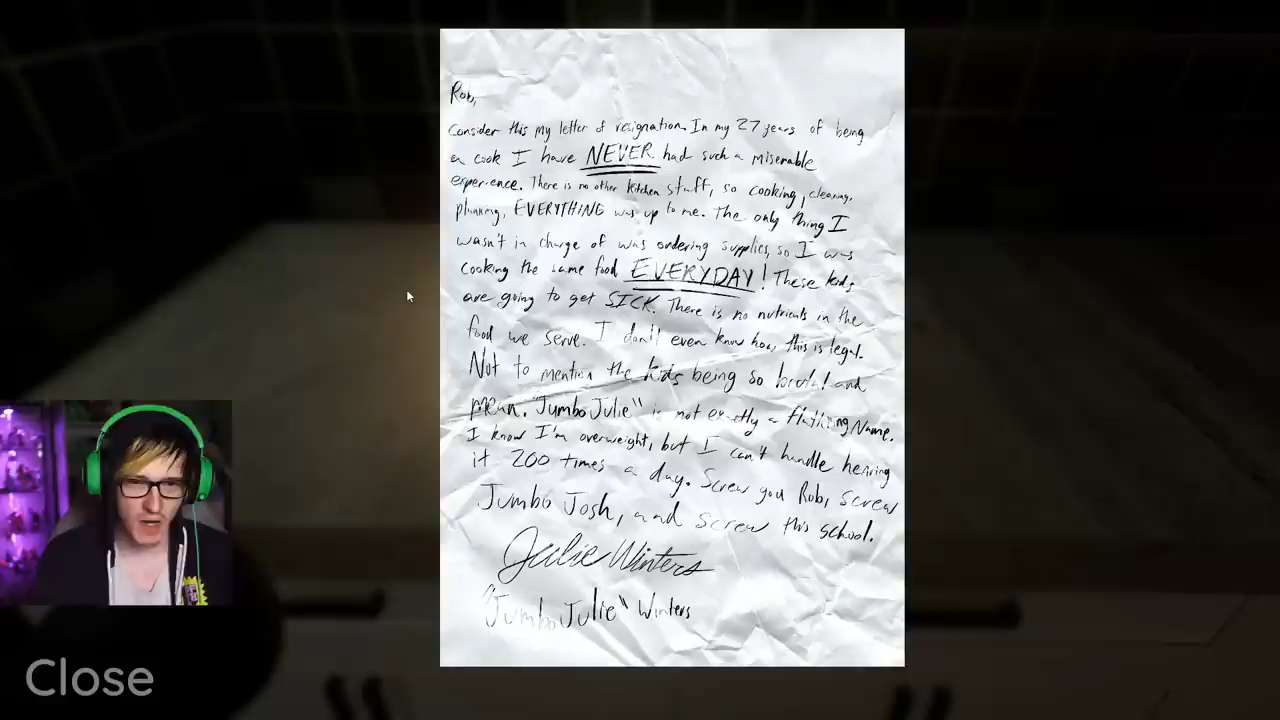 Rob,
Consider this my letter of resignation. In my 27 years of being
a cook I have NEVER had such a miserable
experience. There is no other kitchen staff, so cooking, cleaning,
planning, EVERYTHING was up to me. The only thing I
wasn't in charge of was ordering supplies, so I was
cooking the same food EVERYDAY! These kids
are going to get SICK. There is no nutrients in the
food we serve. I don't even know how this is legal.
Not to mention the kids being so brutal and
mean. "Jumbo Julie" is not exactly a flattering name.
I know I'm overweight, but I can't handle hearing
it 200 times a day. Screw you Rob, screw
Jumbo Josh, and screw this school.
Julie Winters
"Jumbo Julie" Winters
Close